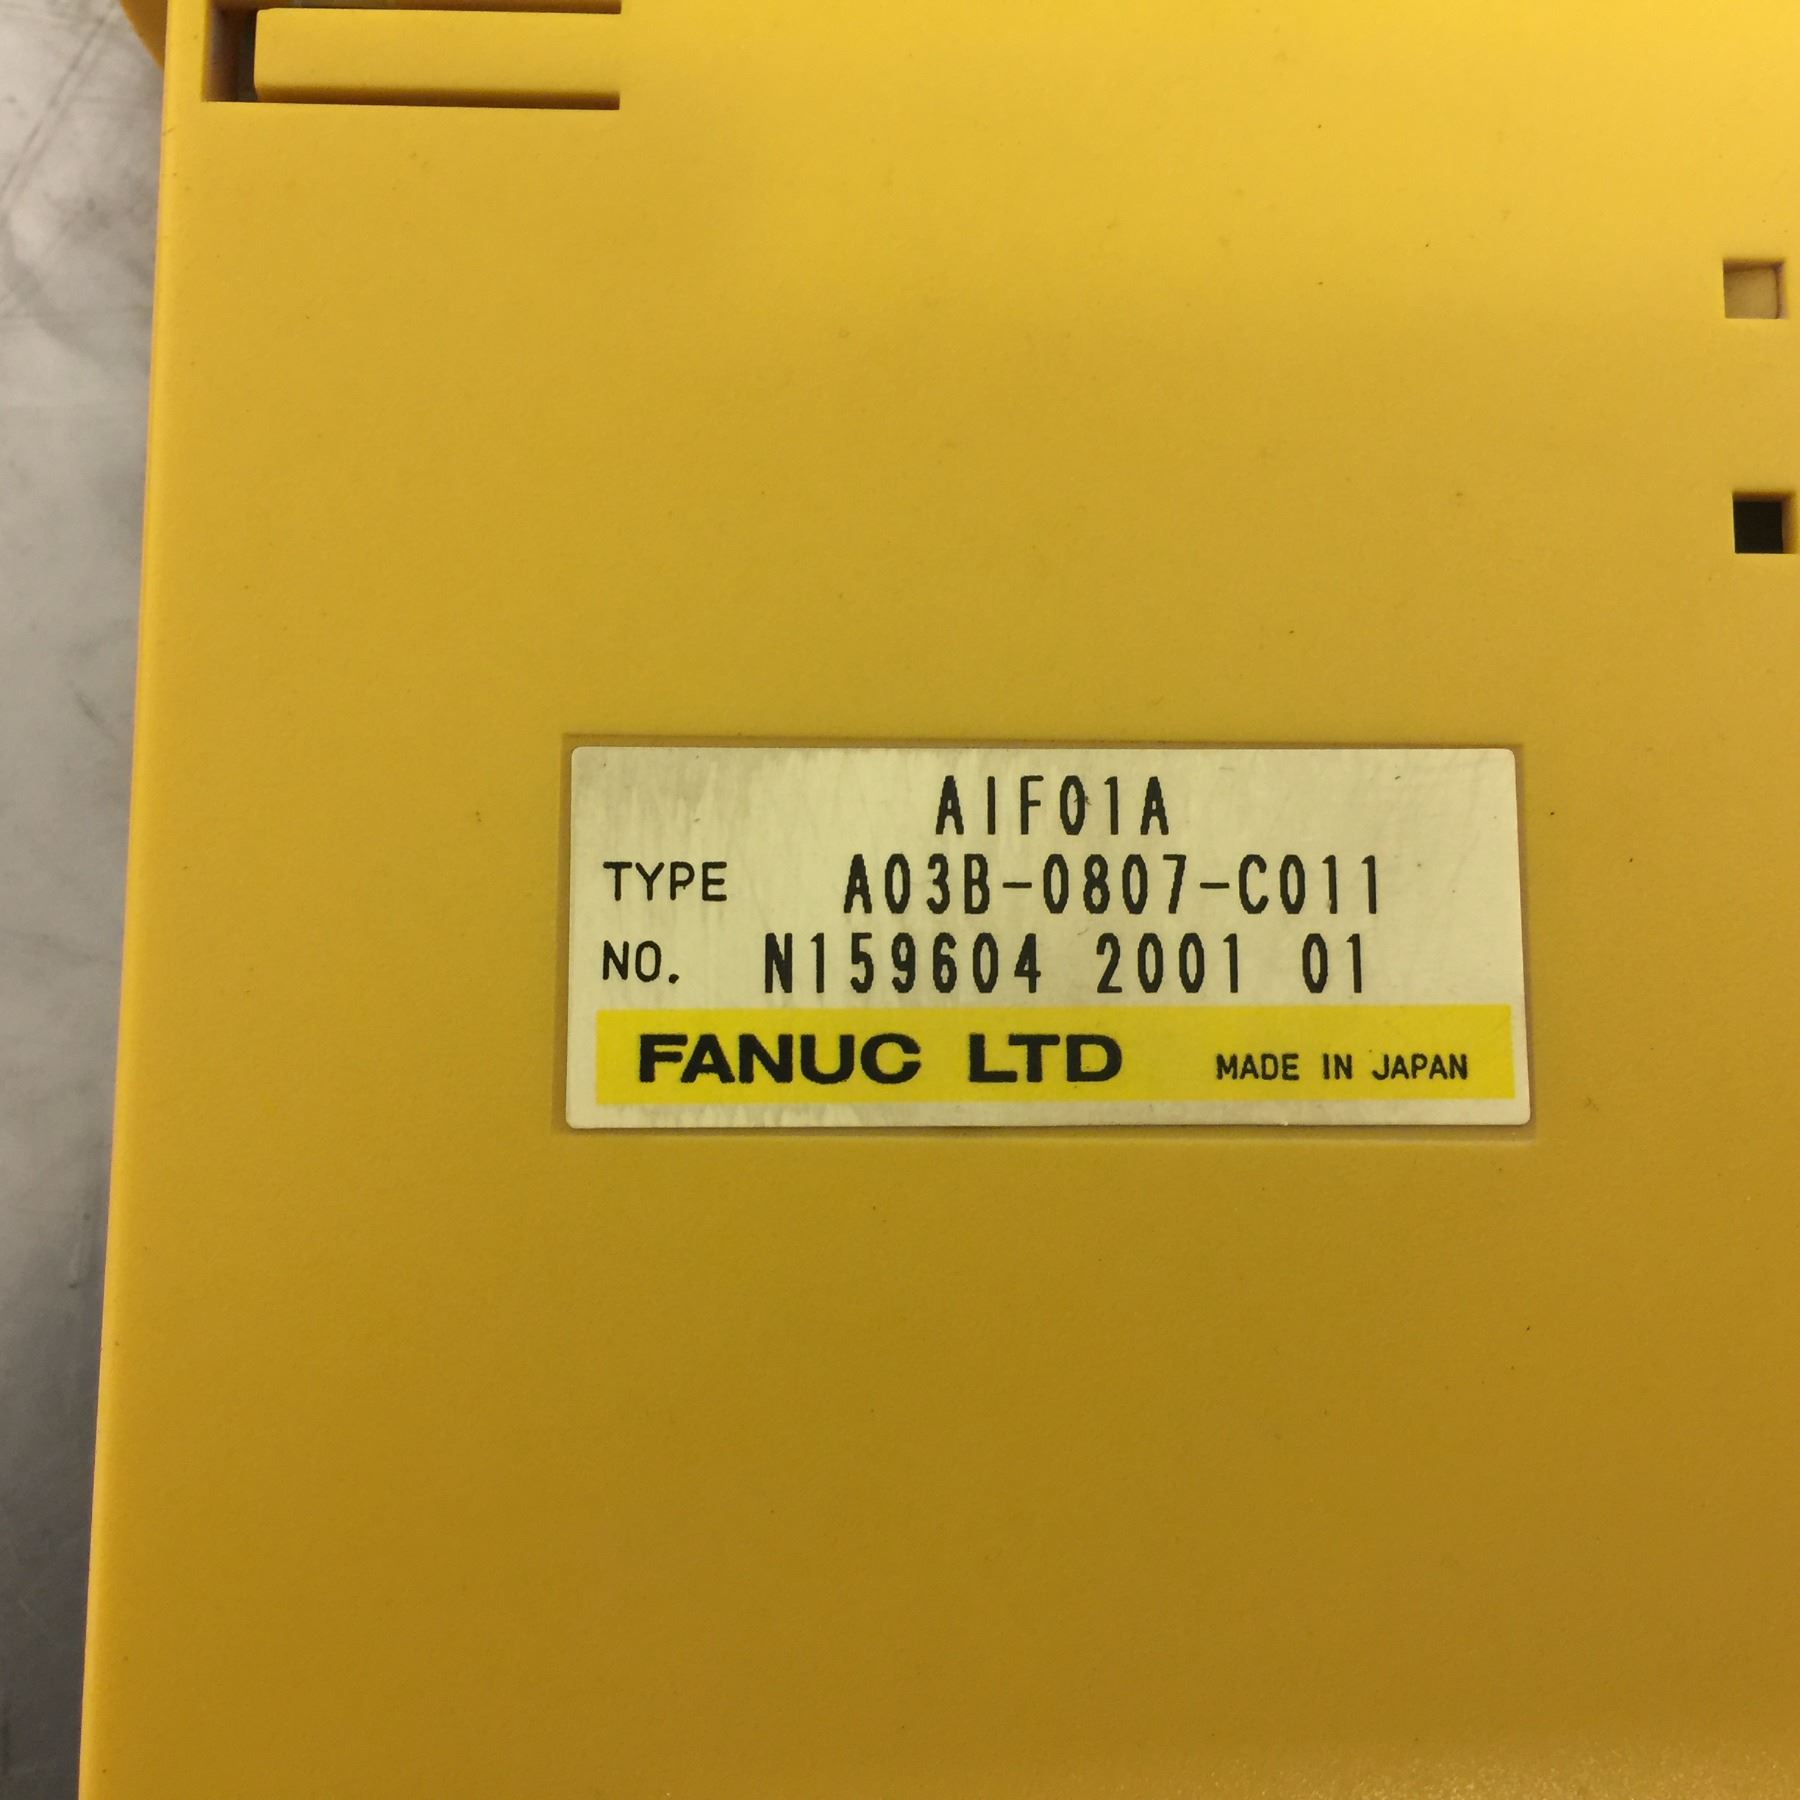 AIF01A
TYPE A03B-0807-C011
NO. N159604 2001 01
FANUC LTD MADE IN JAPAN